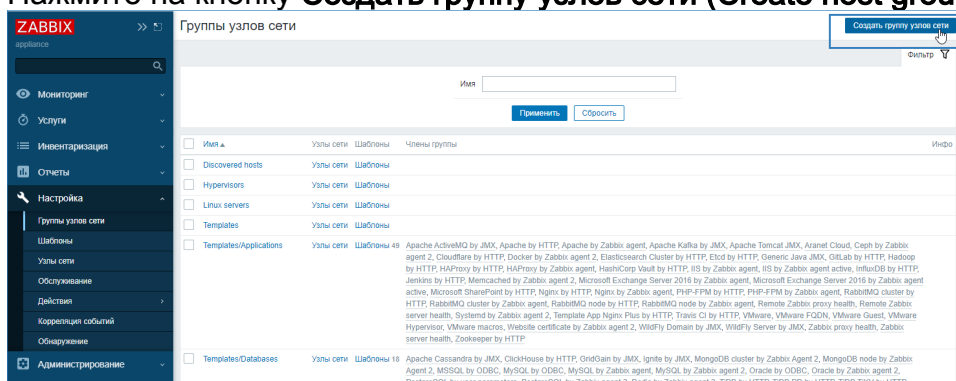 Нажмите на кнопку Создать группу узлов сети (Create host grou
ZABBIX
appliance
Мониторинг
Услуги
Инвентаризация
Отчеты
Настройка
Группы узлов сети
Шаблоны
Узлы сети
Обслуживание
Действия
Корреляция событий
Обнаружение
Администрирование
Группы узлов сети
Создать группу узлов сети
Фильтр
Имя
Применить Сбросить
Имя Узлы сети Шаблоны Члены группы Инфо
Discovered hosts Узлы сети Шаблоны
Hypervisors Узлы сети Шаблоны
Linux servers Узлы сети Шаблоны
Templates Узлы сети Шаблоны
Templates/Applications Узлы сети Шаблоны 49 Apache ActiveMQ by JMX, Apache by HTTP, Apache by Zabbix agent, Apache Kafka by JMX, Apache Tomcat JMX, Aranet Cloud, Ceph by Zabbix
agent 2, Cloudflare by HTTP, Docker by Zabbix agent 2, Elasticsearch Cluster by HTTP, Etcd by HTTP, Generic Java JMX, GitLab by HTTP, Hadoop
by HTTP, HAProxy by HTTP, HAProxy by Zabbix agent, HashiCorp Vault by HTTP, IIS by Zabbix agent, IIS by Zabbix agent active, InfluxDB by HTTP,
Jenkins by HTTP, Memcached by Zabbix agent 2, Microsoft Exchange Server 2016 by Zabbix agent, Microsoft Exchange Server 2016 by Zabbix agent
active, Microsoft SharePoint by HTTP, Nginx by HTTP, Nginx by Zabbix agent, PHP-FPM by HTTP, PHP-FPM by Zabbix agent, RabbitMQ cluster by
HTTP, RabbitMQ cluster by Zabbix agent, RabbitMQ node by HTTP, RabbitMQ node by Zabbix agent, Remote Zabbix proxy health, Remote Zabbix
server health, Systemd by Zabbix agent 2, Template App Nginx Plus by HTTP, Travis CI by HTTP, VMware, VMware FQDN, VMware Guest, VMware
Hypervisor, VMware macros, Website certificate by Zabbix agent 2, WildFly Domain by JMX, WildFly Server by JMX, Zabbix proxy health, Zabbix
server health, Zookeeper by HTTP
Templates/Databases Узлы сети Шаблоны 18 Apache Cassandra by JMX, ClickHouse by HTTP, GridGain by JMX, Ignite by JMX, MongoDB cluster by Zabbix Agent 2, MongoDB node by Zabbix
Agent 2, MSSQL by ODBC, MySQL by ODBC, MySQL by Zabbix agent, MySQL by Zabbix agent 2, Oracle by ODBC, Oracle by Zabbix agent 2,